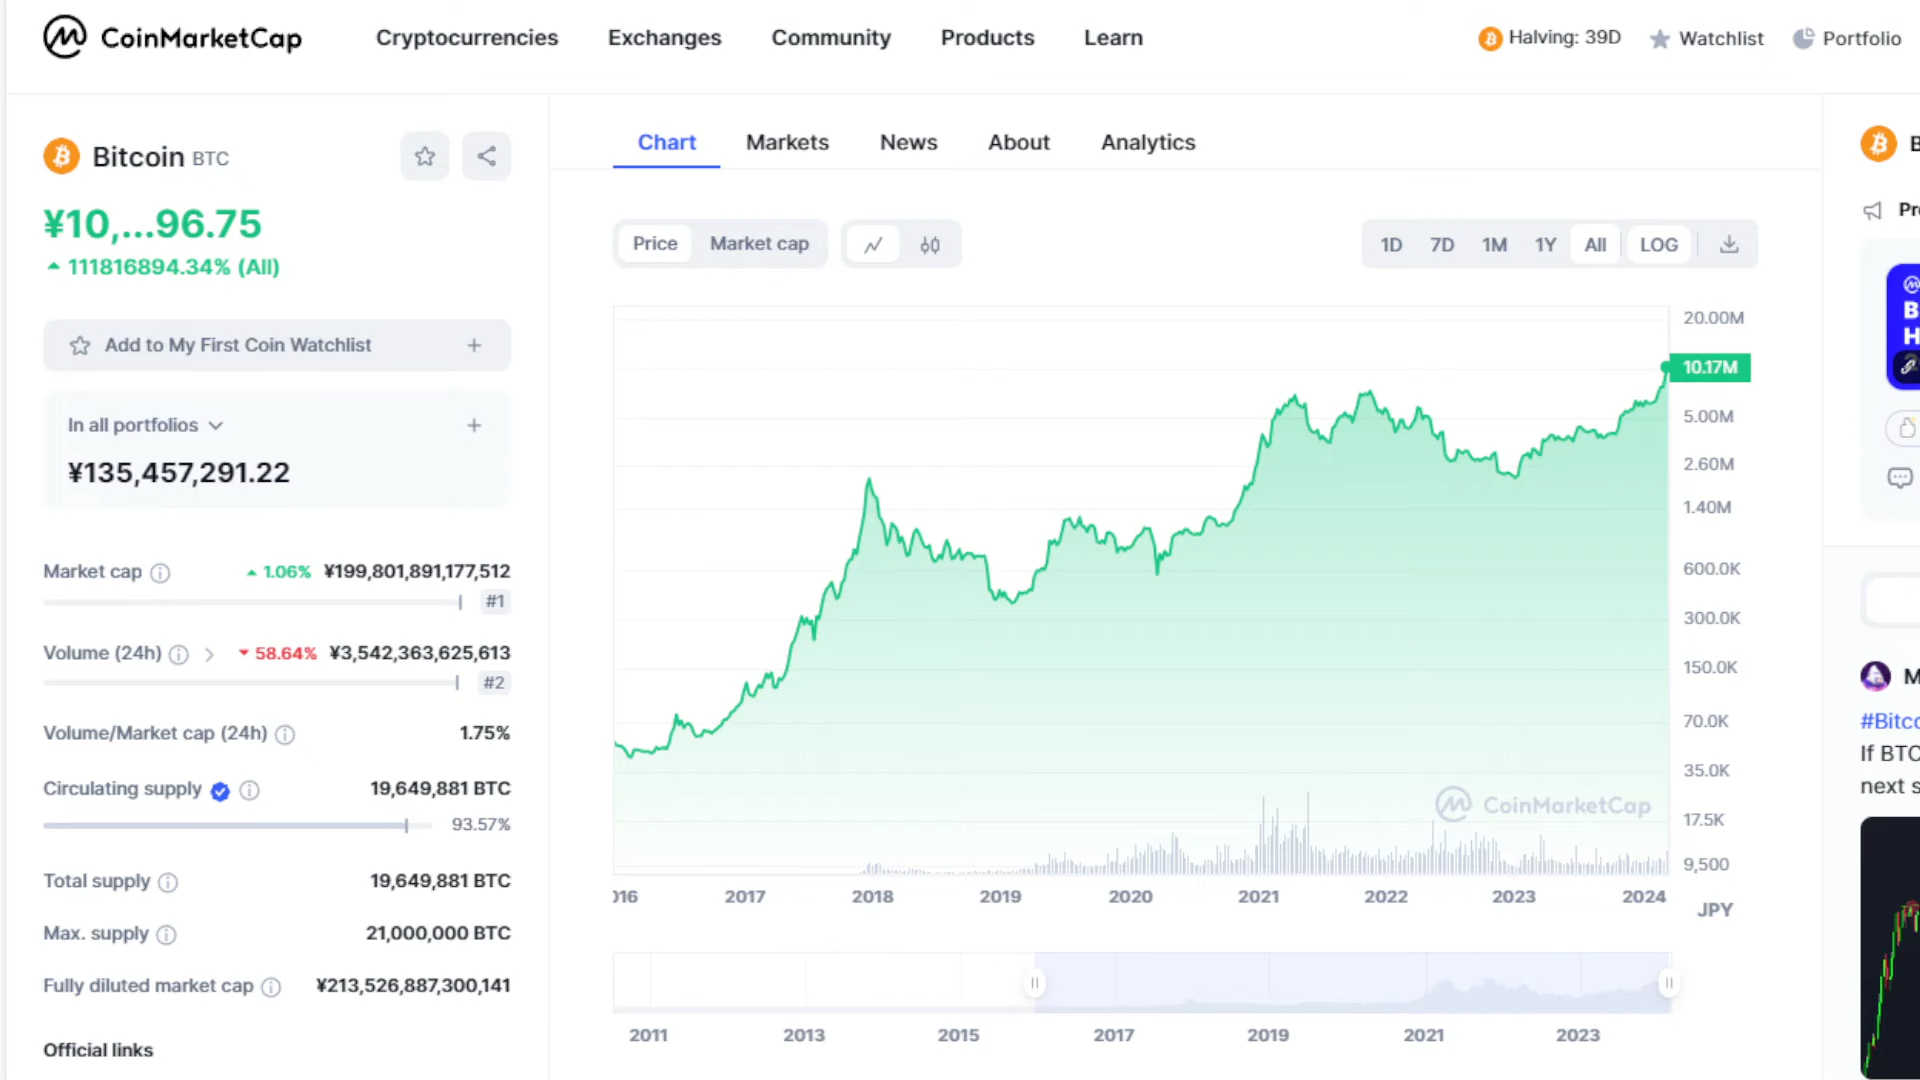 CoinMarketCap Cryptocurrencies Exchanges Community Products Learn Halving: 39D Watchlist Portfolio
Bitcoin BTC
¥10,...96.75
111816894.34% (All)
Add to My First Coin Watchlist +
In all portfolios +
¥135,457,291.22
Market cap 1.06% ¥199,801,891,177,512
#1
Volume (24h) 58.64% ¥3,542,363,625,613
#2
Volume/Market cap (24h) 1.75%
Circulating supply 19,649,881 BTC
93.57%
Total supply 19,649,881 BTC
Max. supply 21,000,000 BTC
Fully diluted market cap ¥213,526,887,300,141
Official links
Chart Markets News About Analytics
Price Market cap 1D 7D 1M 1Y All LOG
20.00M
10.17M
5.00M
2.60M
1.40M
600.0K
300.0K
150.0K
70.0K
35.0K
CoinMarketCap
17.5K
9,500
016 2017 2018 2019 2020 2021 2022 2023 2024
JPY
2011 2013 2015 2017 2019 2021 2023
B
Pr
B
H
M
#Bitc
If BTC
next s